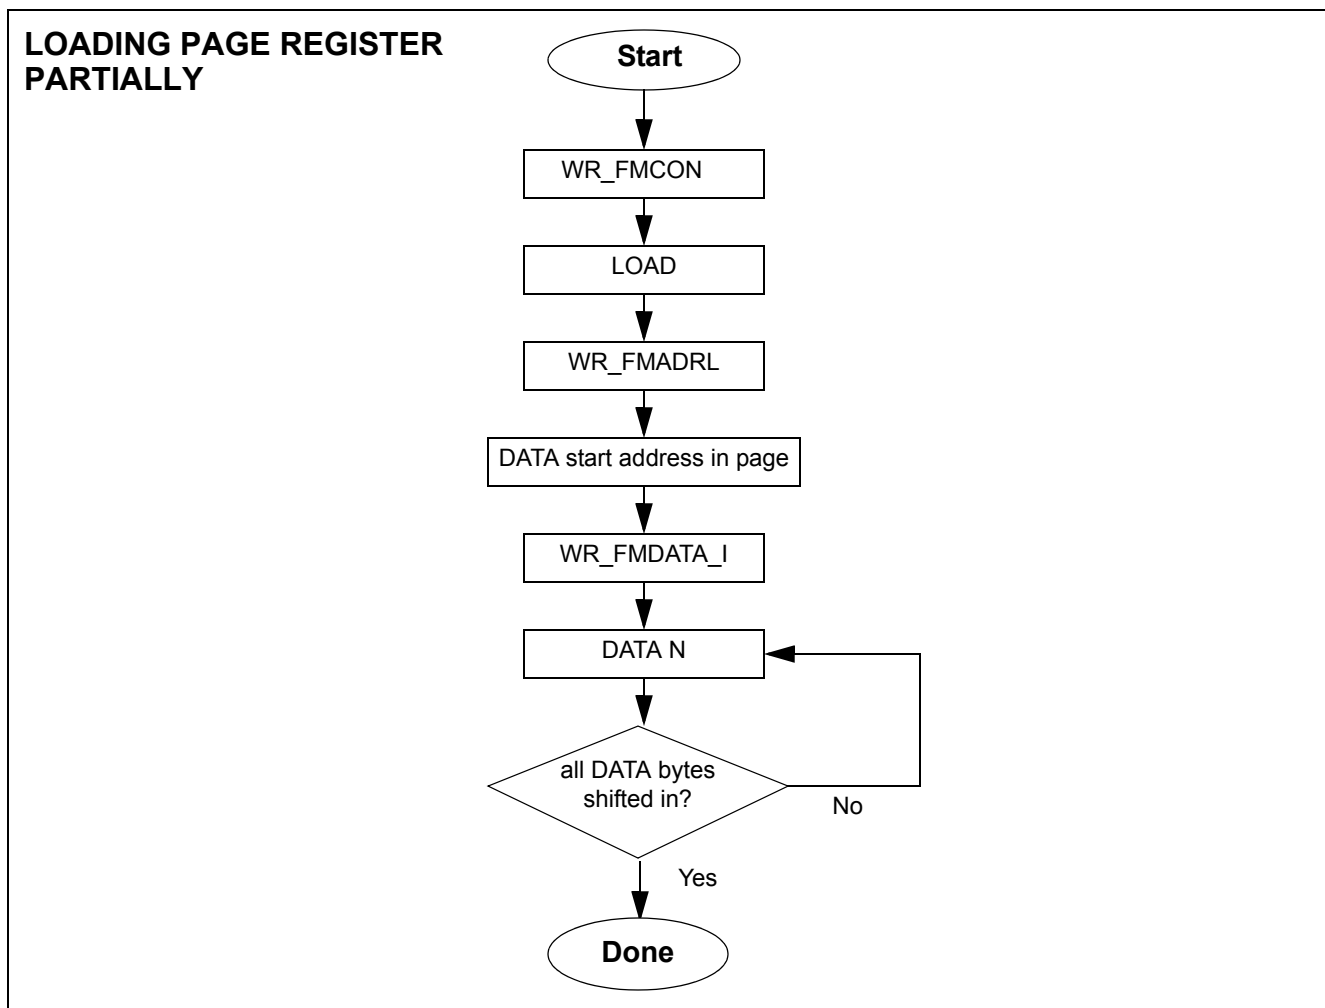 LOADING PAGE REGISTER
PARTIALLY
Start
WR_FMCON
LOAD
WR_FMADRL
DATA start address in page
WR_FMDATA_I
DATA N
all DATA bytes
shifted in?
No
Yes
Done